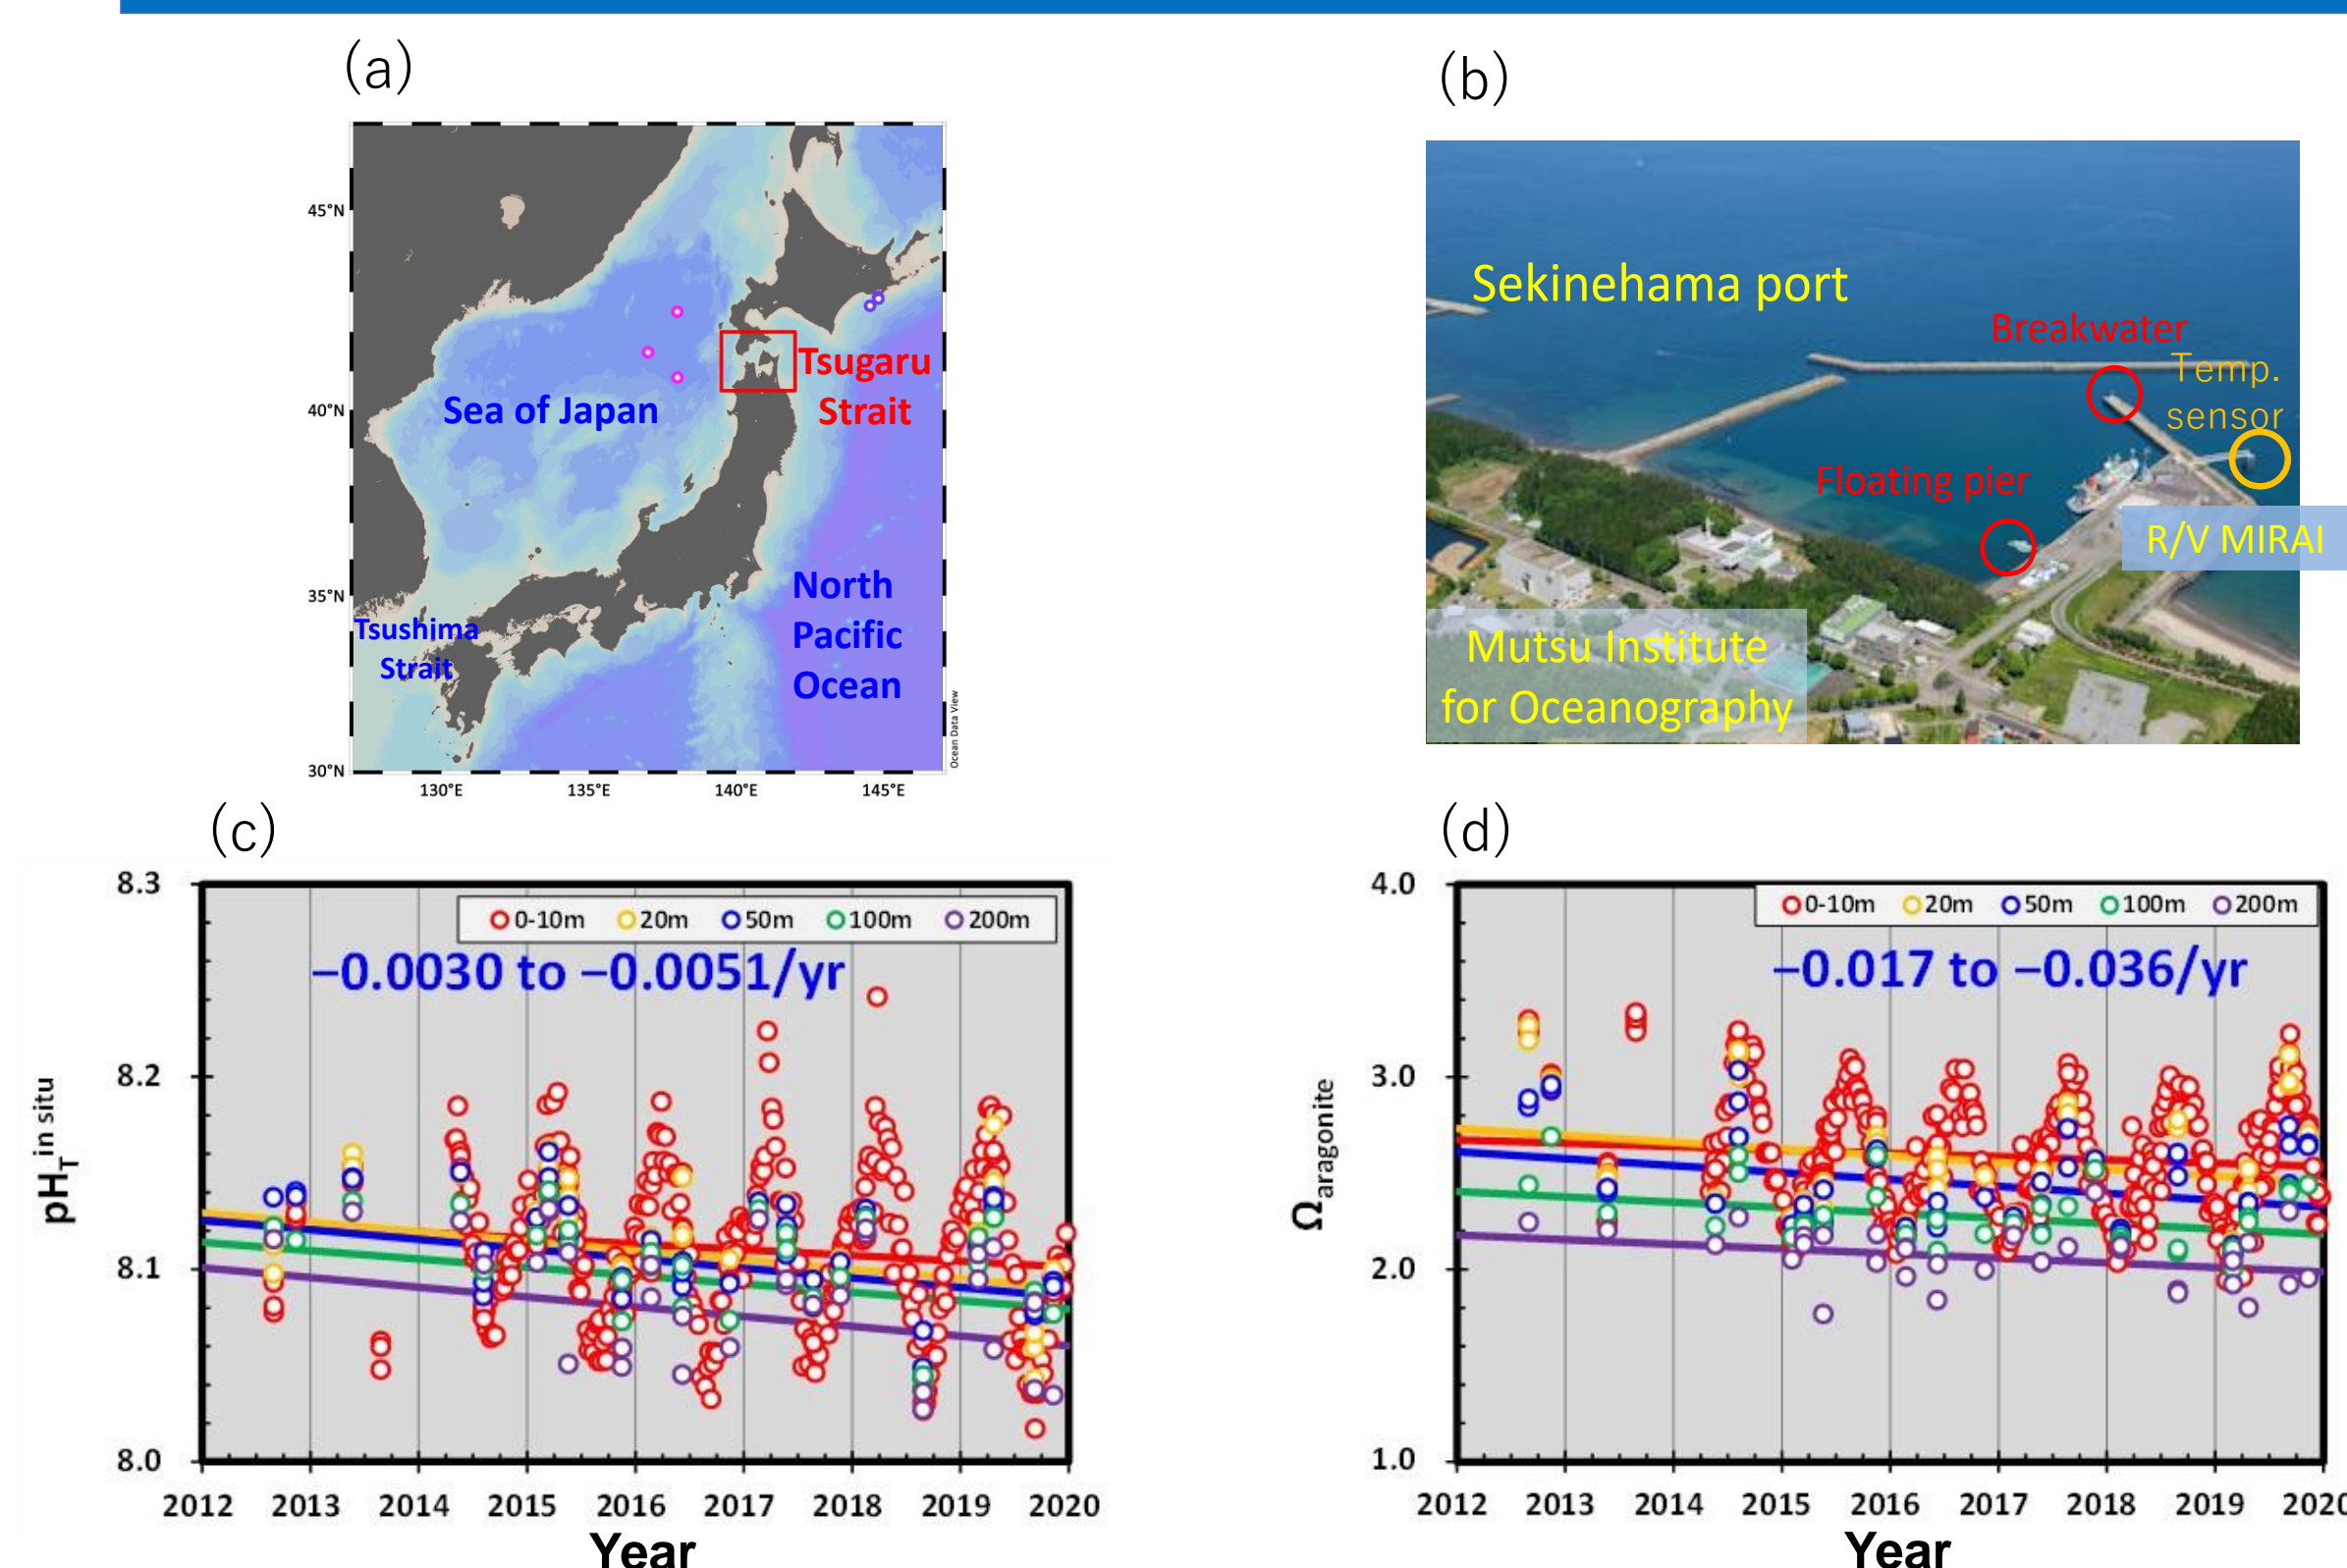 (a)
45°N
40°N
35°N
30°N
130°E 135°E 140°E 145°E
Sea of Japan
Tsugaru
Strait
North
Pacific
Ocean
Tsushima
Strait
Ocean Data View
(b)
Sekinehama port
Breakwater
Temp.
sensor
Floating pier
R/V MIRAI
Mutsu Institute
for Oceanography
(c)
8.3
8.2
8.1
8.0
pHT in situ
0-10m 20m 50m 100m 200m
−0.0030 to −0.0051/yr
2012 2013 2014 2015 2016 2017 2018 2019 2020
Year
(d)
4.0
3.0
2.0
1.0
Ωaragonite
0-10m 20m 50m 100m 200m
−0.017 to −0.036/yr
2012 2013 2014 2015 2016 2017 2018 2019 2020
Year